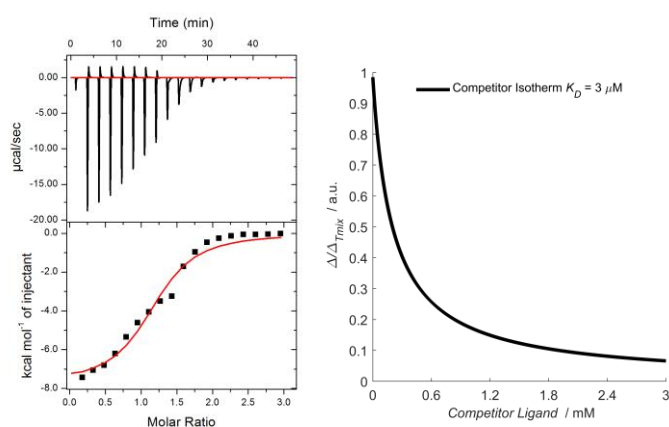 Time (min)
0 10 20 30 40
0.00
-5.00
-10.00
-15.00
-20.00
µcal/sec
0.0
-2.0
-4.0
-6.0
-8.0
kcal mol⁻¹ of injectant
0.0 0.5 1.0 1.5 2.0 2.5 3.0
Molar Ratio
1
0.9
0.8
0.7
0.6
0.5
0.4
0.3
0.2
0.1
0
Δ/ΔTmix / a.u.
Competitor Isotherm KD = 3 µM
0 0.6 1.2 1.8 2.4 3
Competitor Ligand / mM